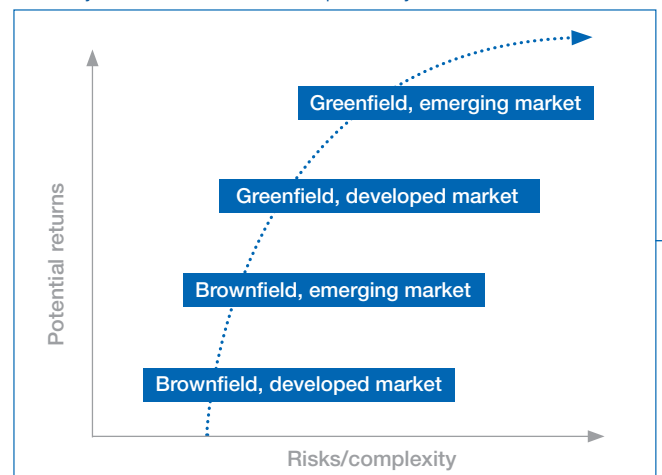 Greenfield, emerging market
Greenfield, developed market
Brownfield, emerging market
Brownfield, developed market
Potential returns
Risks/complexity